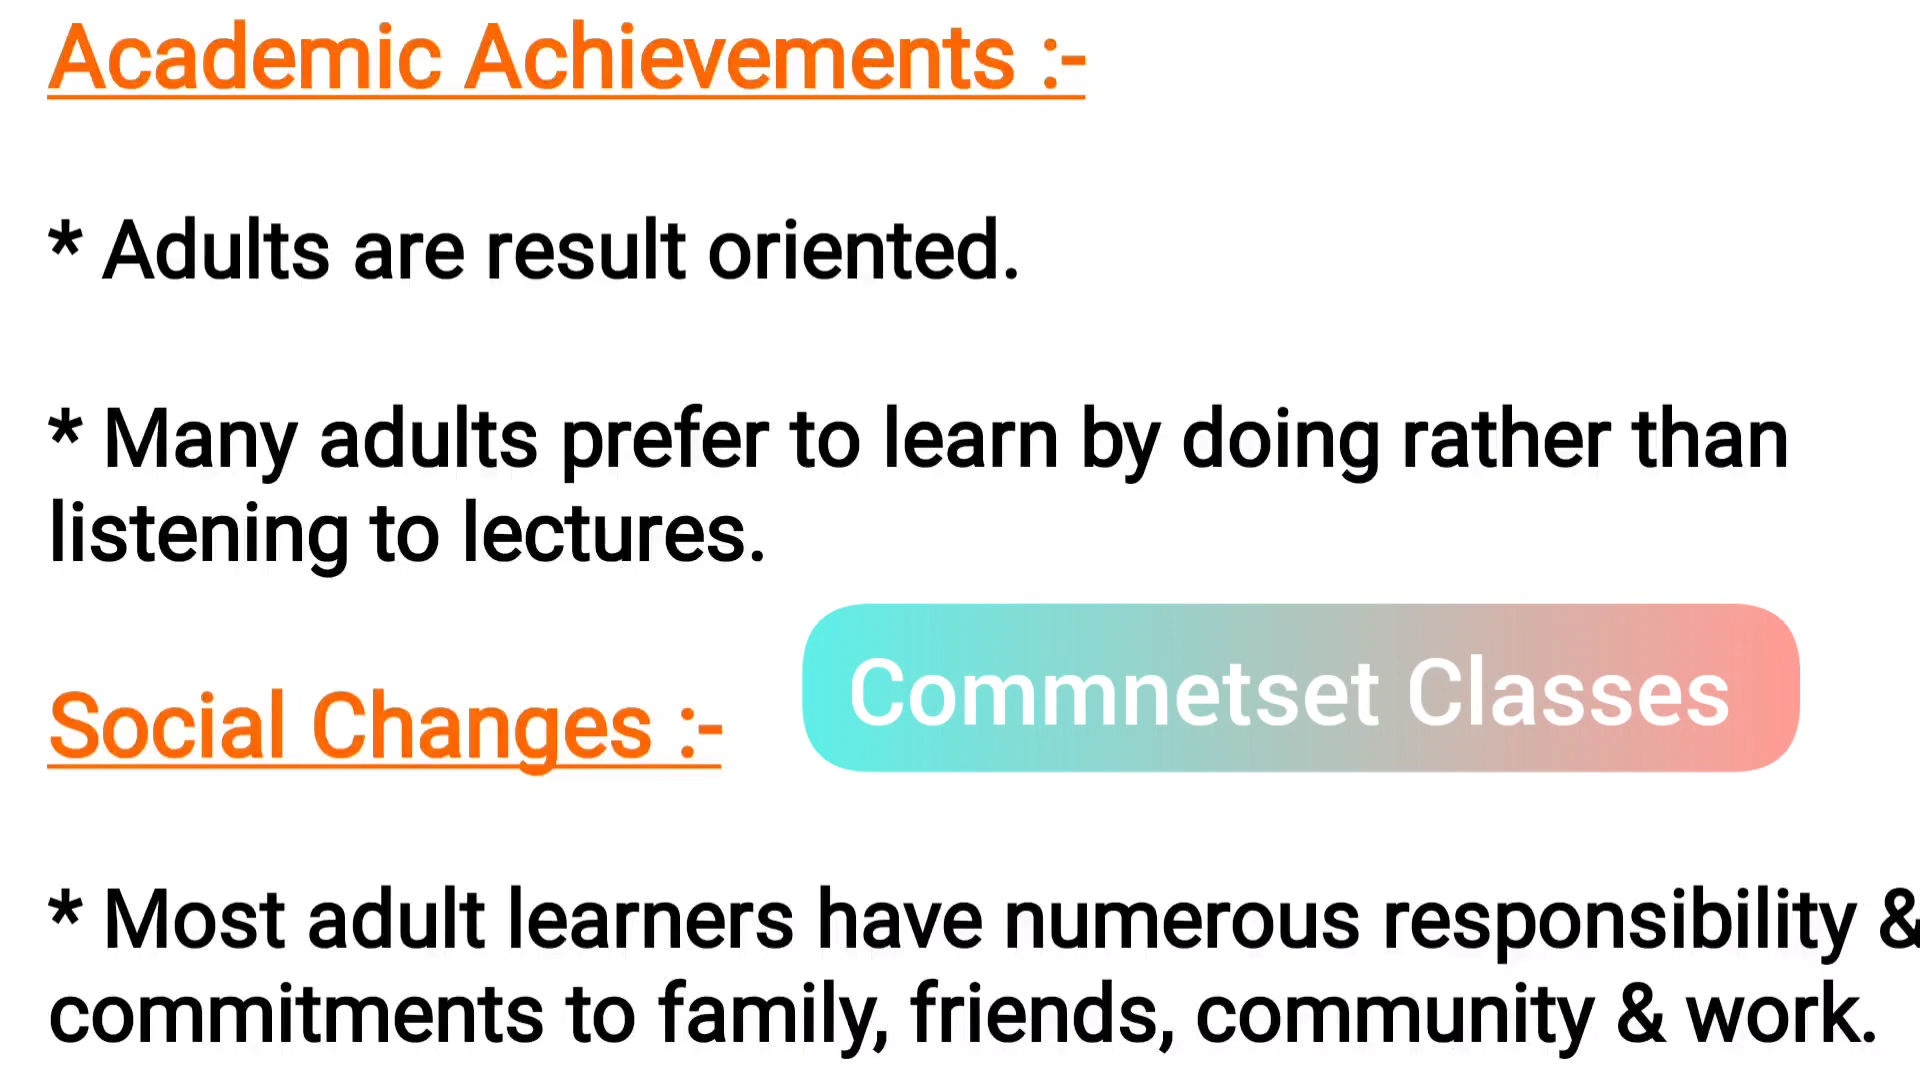 Academic Achievements :-
* Adults are result oriented.
* Many adults prefer to learn by doing rather than
listening to lectures.
Commnetset Classes
Social Changes :-
* Most adult learners have numerous responsibility &
commitments to family, friends, community & work.